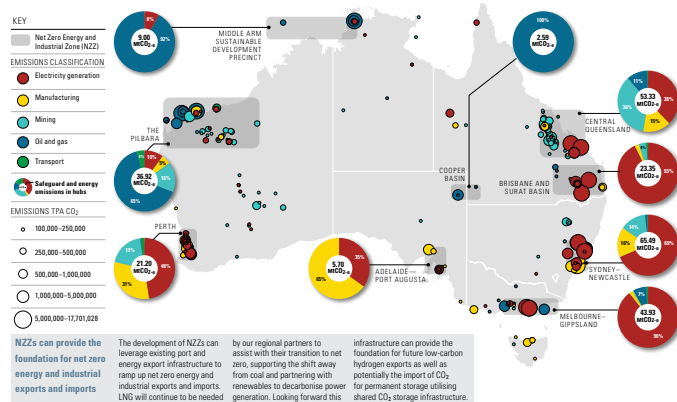 KEY
Net Zero Energy and
Industrial Zone (NZZ)
EMISSIONS CLASSIFICATION
Electricity generation
Manufacturing
Mining
Oil and gas
Transport
Safeguard and energy
emissions in hubs
EMISSIONS TPA CO₂
100,000–250,000
250,000–500,000
500,000–1,000,000
1,000,000–5,000,000
5,000,000–17,701,028
8%
9.00
MtCO₂-e
92%
MIDDLE ARM
SUSTAINABLE
DEVELOPMENT
PRECINCT
100%
2.59
MtCO₂-e
11%
53.33
MtCO₂-e
15%
CENTRAL
QUEENSLAND
THE
PILBARA
10%
5%
36.92
MtCO₂-e
65%
COOPER
BASIN
BRISBANE AND
SURAT BASIN
23.35
MtCO₂-e
93%
PERTH
21.20
MtCO₂-e
5.70
MtCO₂-e
35%
65%
ADELAIDE—
PORT AUGUSTA
65.49
MtCO₂-e
SYDNEY–
NEWCASTLE
7%
43.93
MtCO₂-e
MELBOURNE–
GIPPSLAND
NZZs can provide the
foundation for net zero
energy and industrial
exports and imports
The development of NZZs can
leverage existing port and
energy export infrastructure to
ramp up net zero energy and
industrial exports and imports.
LNG will continue to be needed
by our regional partners to
assist with their transition to net
zero, supporting the shift away
from coal and partnering with
renewables to decarbonise power
generation. Looking forward this
infrastructure can provide the
foundation for future low-carbon
hydrogen exports as well as
potentially the import of CO₂
for permanent storage utilising
shared CO₂ storage infrastructure.